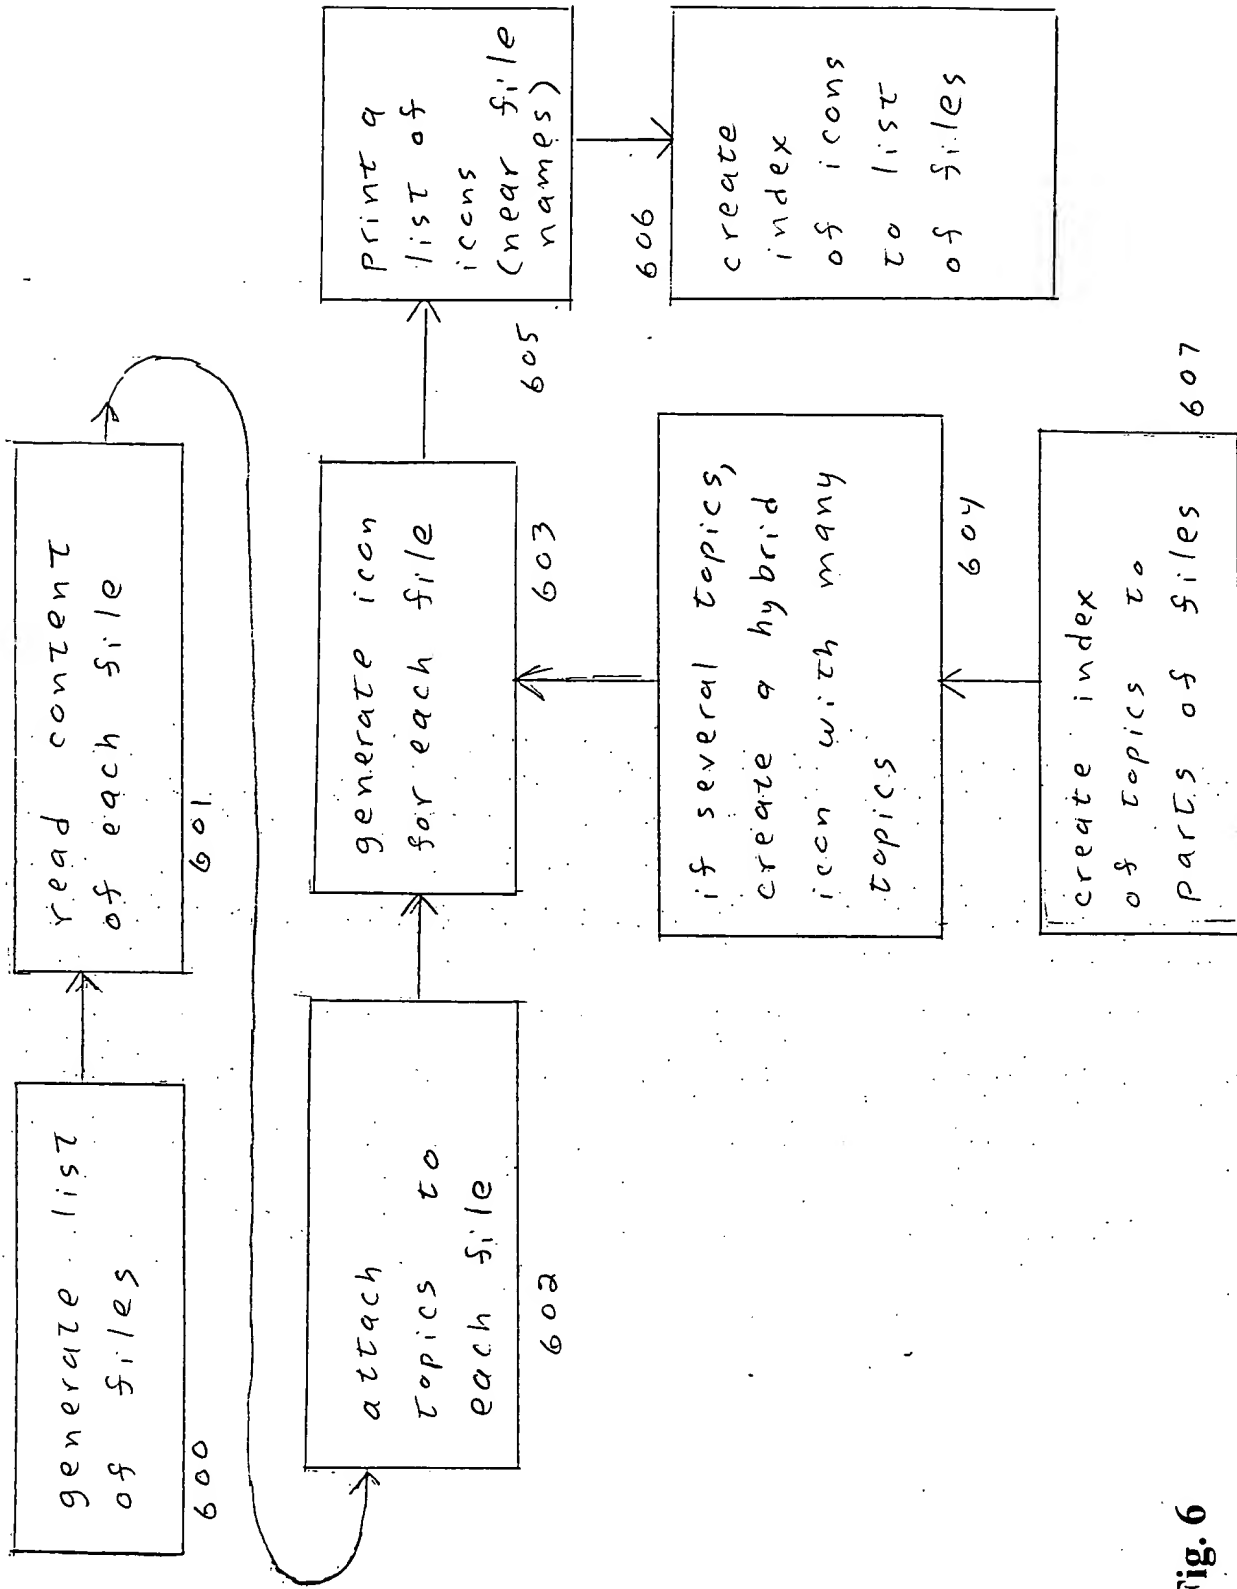 generate list
of files
600
read content
of each file
601
attach
topics to
each file
602
generate icon
for each file
603
print a
list of
icons
(near file
names)
605
if several topics,
create a hybrid
icon with many
topics
604
606
create
index
of icons
to list
of files
create index
of topics to
parts of files
607
Fig. 6